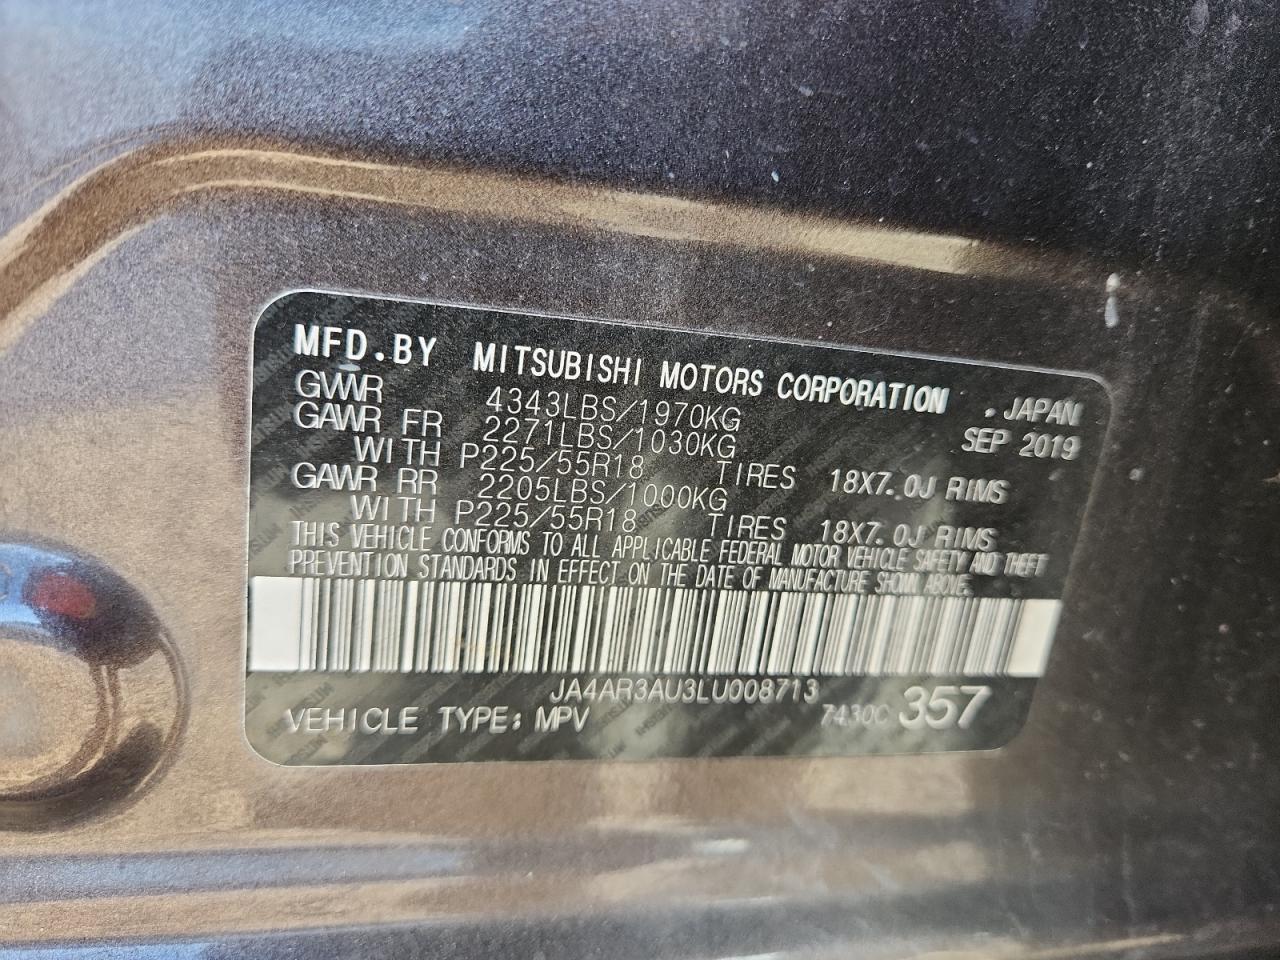 MFD.BY MITSUBISHI MOTORS CORPORATION . JAPAN
GVWR 4343LBS/1970KG SEP 2019
GAWR FR 2271LBS/1030KG
WITH P225/55R18 TIRES 18X7.0J RIMS
GAWR RR 2205LBS/1000KG
WITH P225/55R18 TIRES 18X7.0J RIMS
THIS VEHICLE CONFORMS TO ALL APPLICABLE FEDERAL MOTOR VEHICLE SAFETY AND THEFT
PREVENTION STANDARDS IN EFFECT ON THE DATE OF MANUFACTURE SHOWN ABOVE.
JA4AR3AU3LU008713
VEHICLE TYPE: MPV 7430C 357